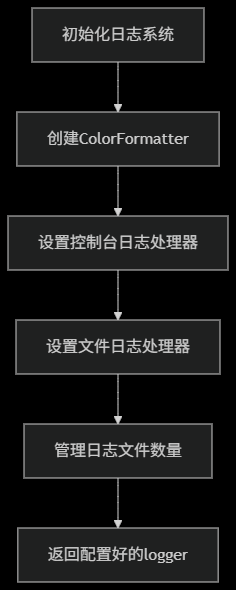 初始化日志系统
创建ColorFormatter
设置控制台日志处理器
设置文件日志处理器
管理日志文件数量
返回配置好的logger